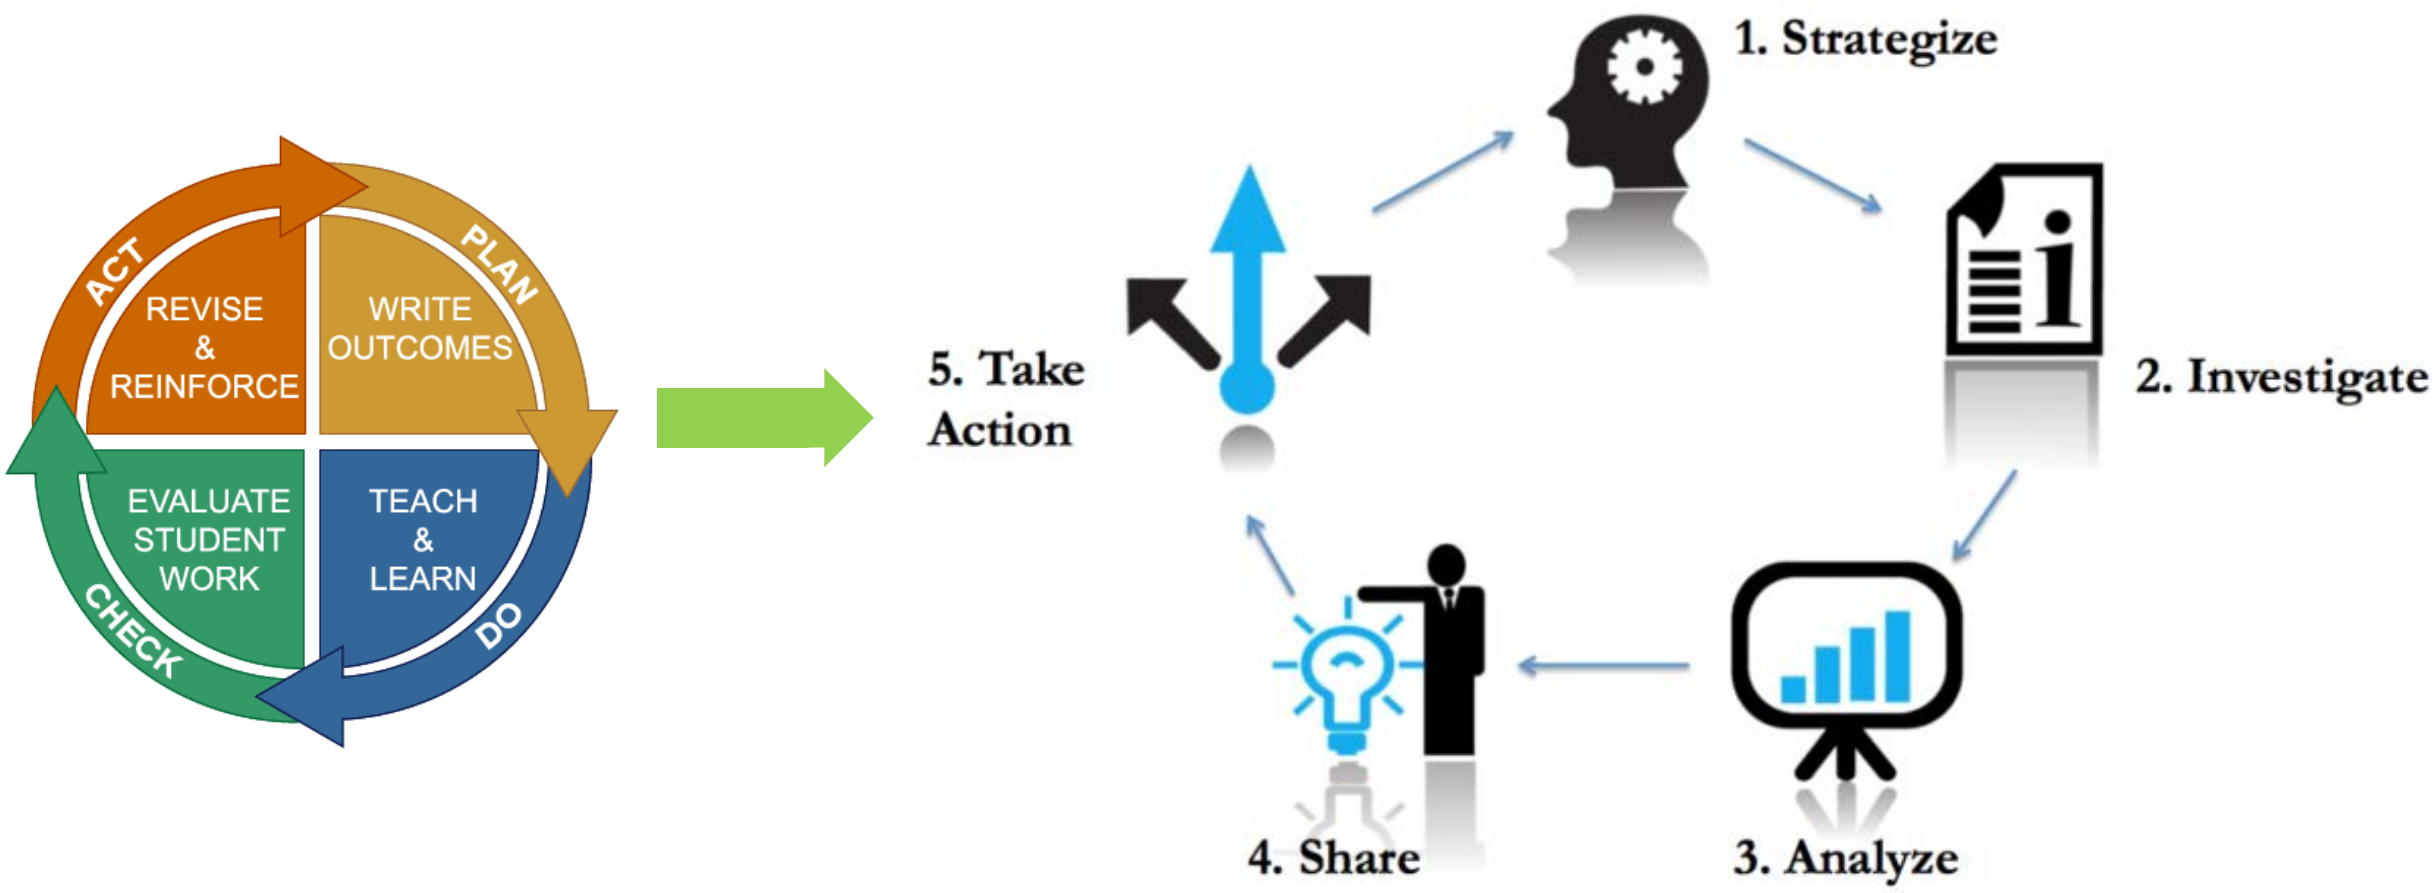 ACT
PLAN
REVISE
&
REINFORCE
WRITE
OUTCOMES
EVALUATE
STUDENT
WORK
TEACH
&
LEARN
CHECK
DO
1. Strategize
2. Investigate
3. Analyze
4. Share
5. Take
Action